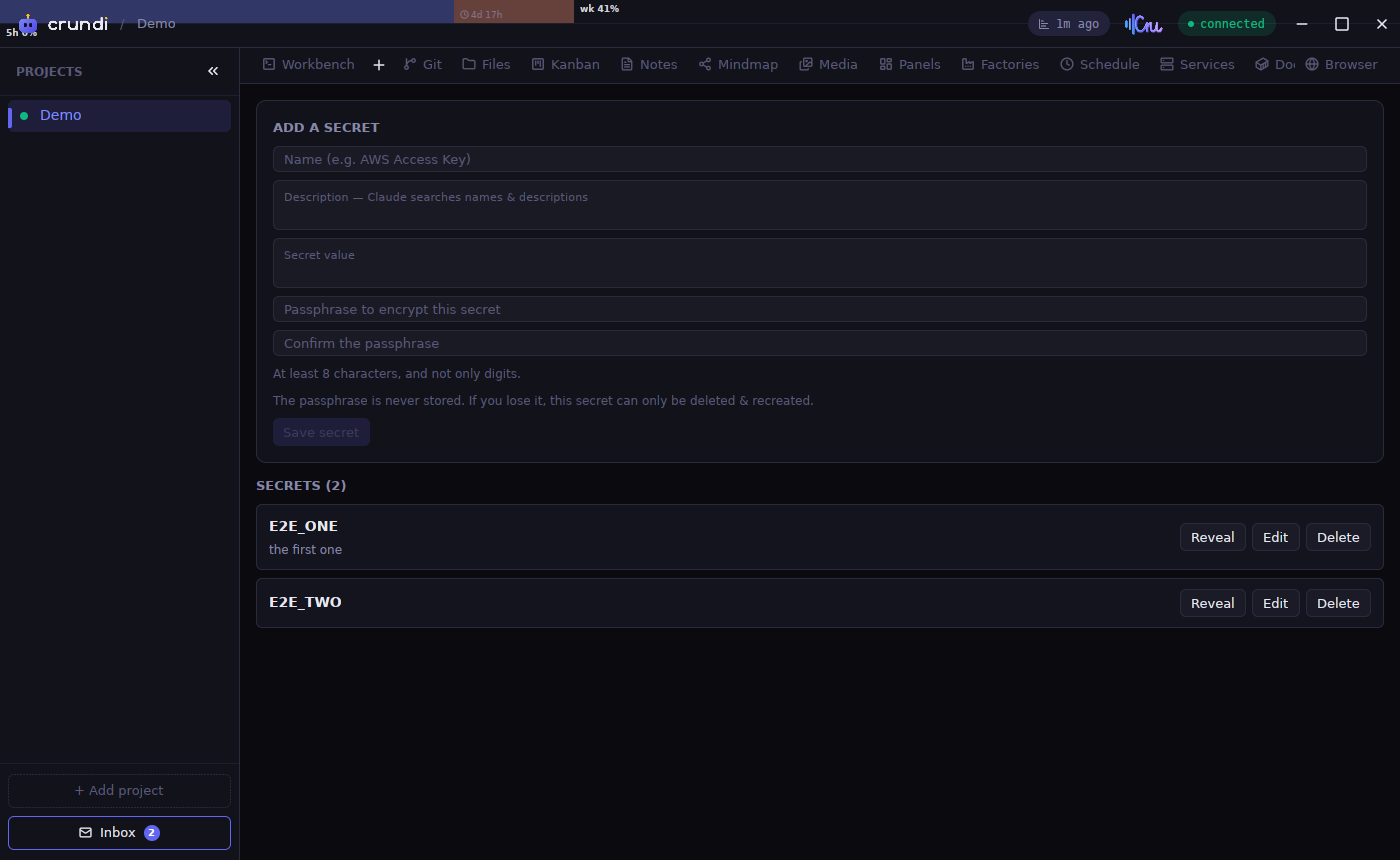 4d 17h
wk 41%
5h 6%
crundi / Demo
1m ago
Cru
connected
PROJECTS
Workbench
Git
Files
Kanban
Notes
Mindmap
Media
Panels
Factories
Schedule
Services
Browser
Demo
ADD A SECRET
Name (e.g. AWS Access Key)
Description — Claude searches names & descriptions
Secret value
Passphrase to encrypt this secret
Confirm the passphrase
At least 8 characters, and not only digits.
The passphrase is never stored. If you lose it, this secret can only be deleted & recreated.
Save secret
SECRETS (2)
E2E_ONE
the first one
Reveal
Edit
Delete
E2E_TWO
Reveal
Edit
Delete
+ Add project
Inbox 2